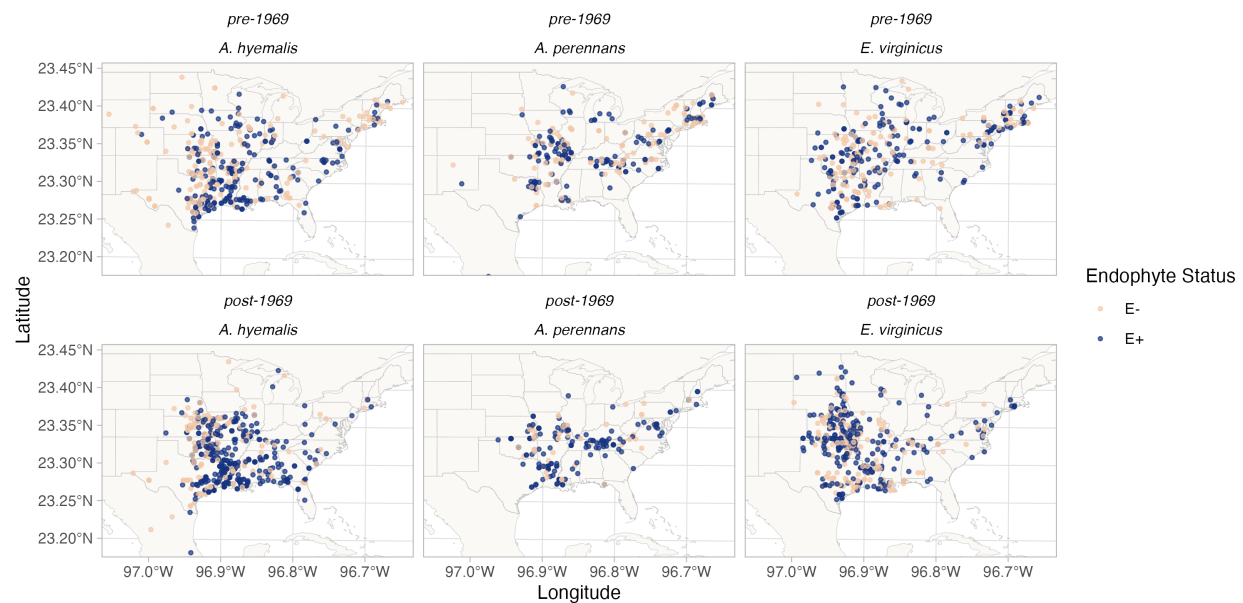 pre-1969 pre-1969 pre-1969
A. hyemalis A. perennans E. virginicus
23.45°N
23.40°N
23.35°N
23.30°N
23.25°N
23.20°N
Latitude
post-1969 post-1969 post-1969
A. hyemalis A. perennans E. virginicus
23.45°N
23.40°N
23.35°N
23.30°N
23.25°N
23.20°N
97.0°W 96.9°W 96.8°W 96.7°W 97.0°W 96.9°W 96.8°W 96.7°W 97.0°W 96.9°W 96.8°W 96.7°W
Longitude
Endophyte Status
E-
E+